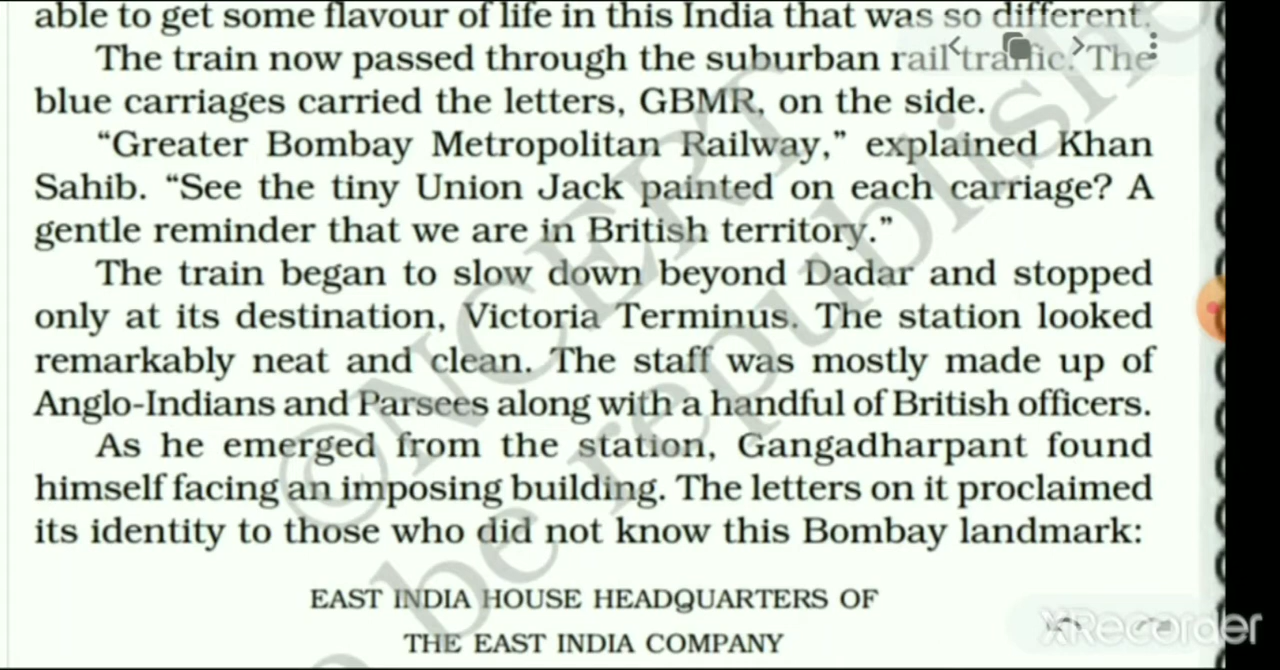 able to get some flavour of life in this India that was so different.
The train now passed through the suburban rail traffic. The
blue carriages carried the letters, GBMR, on the side.
“Greater Bombay Metropolitan Railway,” explained Khan
Sahib. “See the tiny Union Jack painted on each carriage? A
gentle reminder that we are in British territory.”
The train began to slow down beyond Dadar and stopped
only at its destination, Victoria Terminus. The station looked
remarkably neat and clean. The staff was mostly made up of
Anglo-Indians and Parsees along with a handful of British officers.
As he emerged from the station, Gangadharpant found
himself facing an imposing building. The letters on it proclaimed
its identity to those who did not know this Bombay landmark:
EAST INDIA HOUSE HEADQUARTERS OF
THE EAST INDIA COMPANY
©NCERT
be republishe
XRecorder